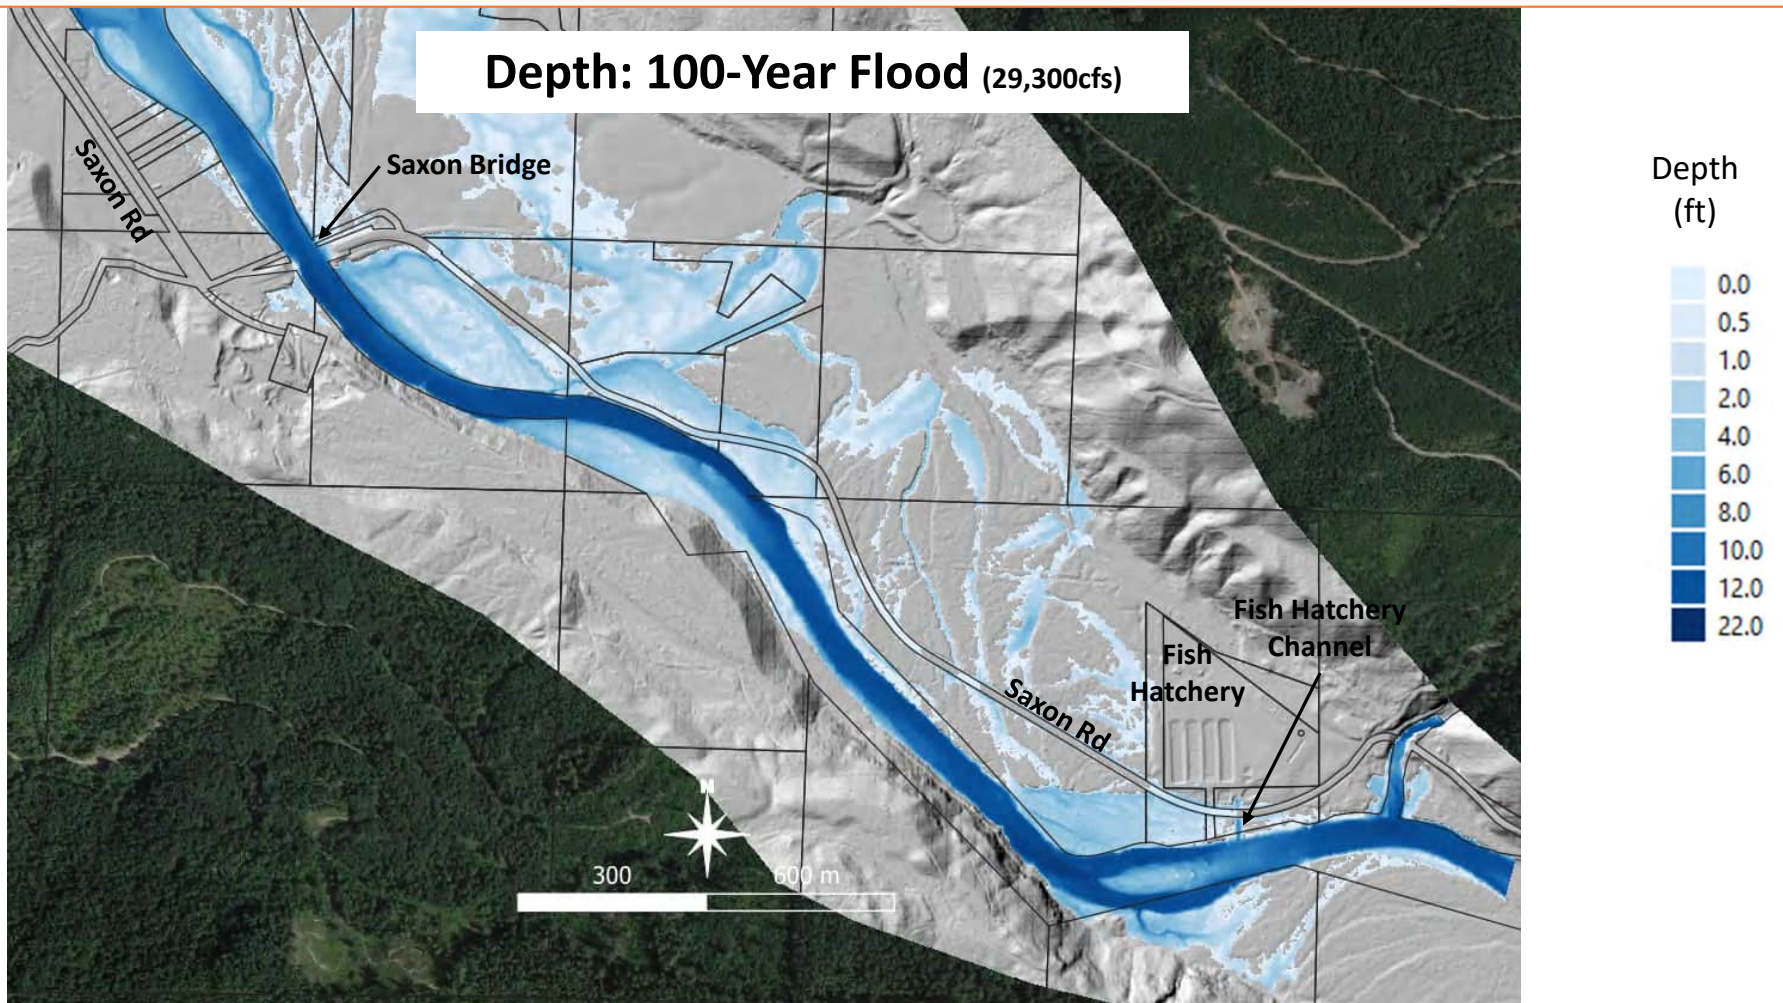 Depth: 100-Year Flood (29,300cfs)
Saxon Bridge
Saxon Rd
Depth
(ft)
0.0
0.5
1.0
2.0
4.0
6.0
8.0
10.0
12.0
22.0
Fish Hatchery
Channel
Fish
Hatchery
Saxon Rd
N
300 600 m